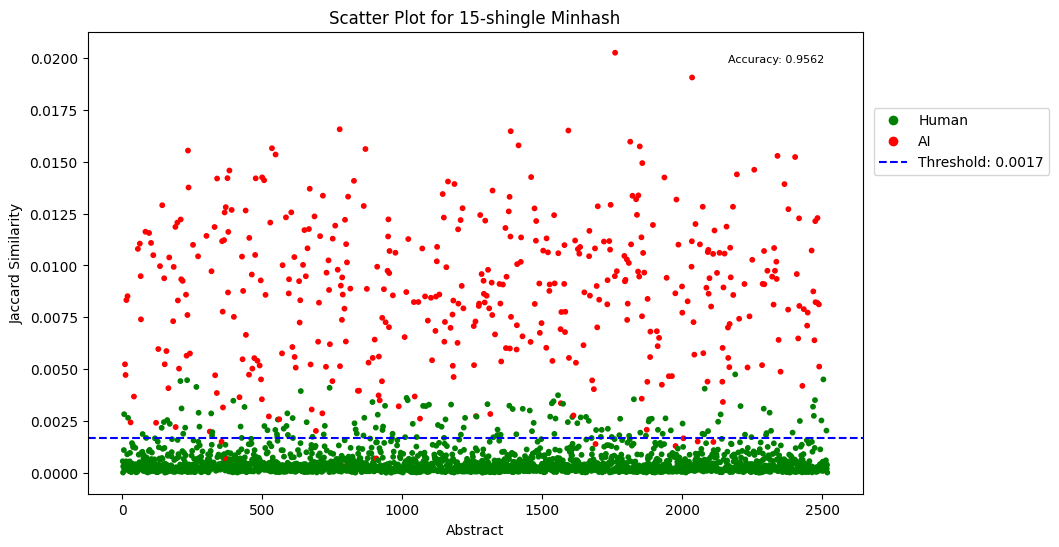 Scatter Plot for 15-shingle Minhash
Accuracy: 0.9562
Human
AI
Threshold: 0.0017
Jaccard Similarity
0.0200
0.0175
0.0150
0.0125
0.0100
0.0075
0.0050
0.0025
0.0000
0 500 1000 1500 2000 2500
Abstract